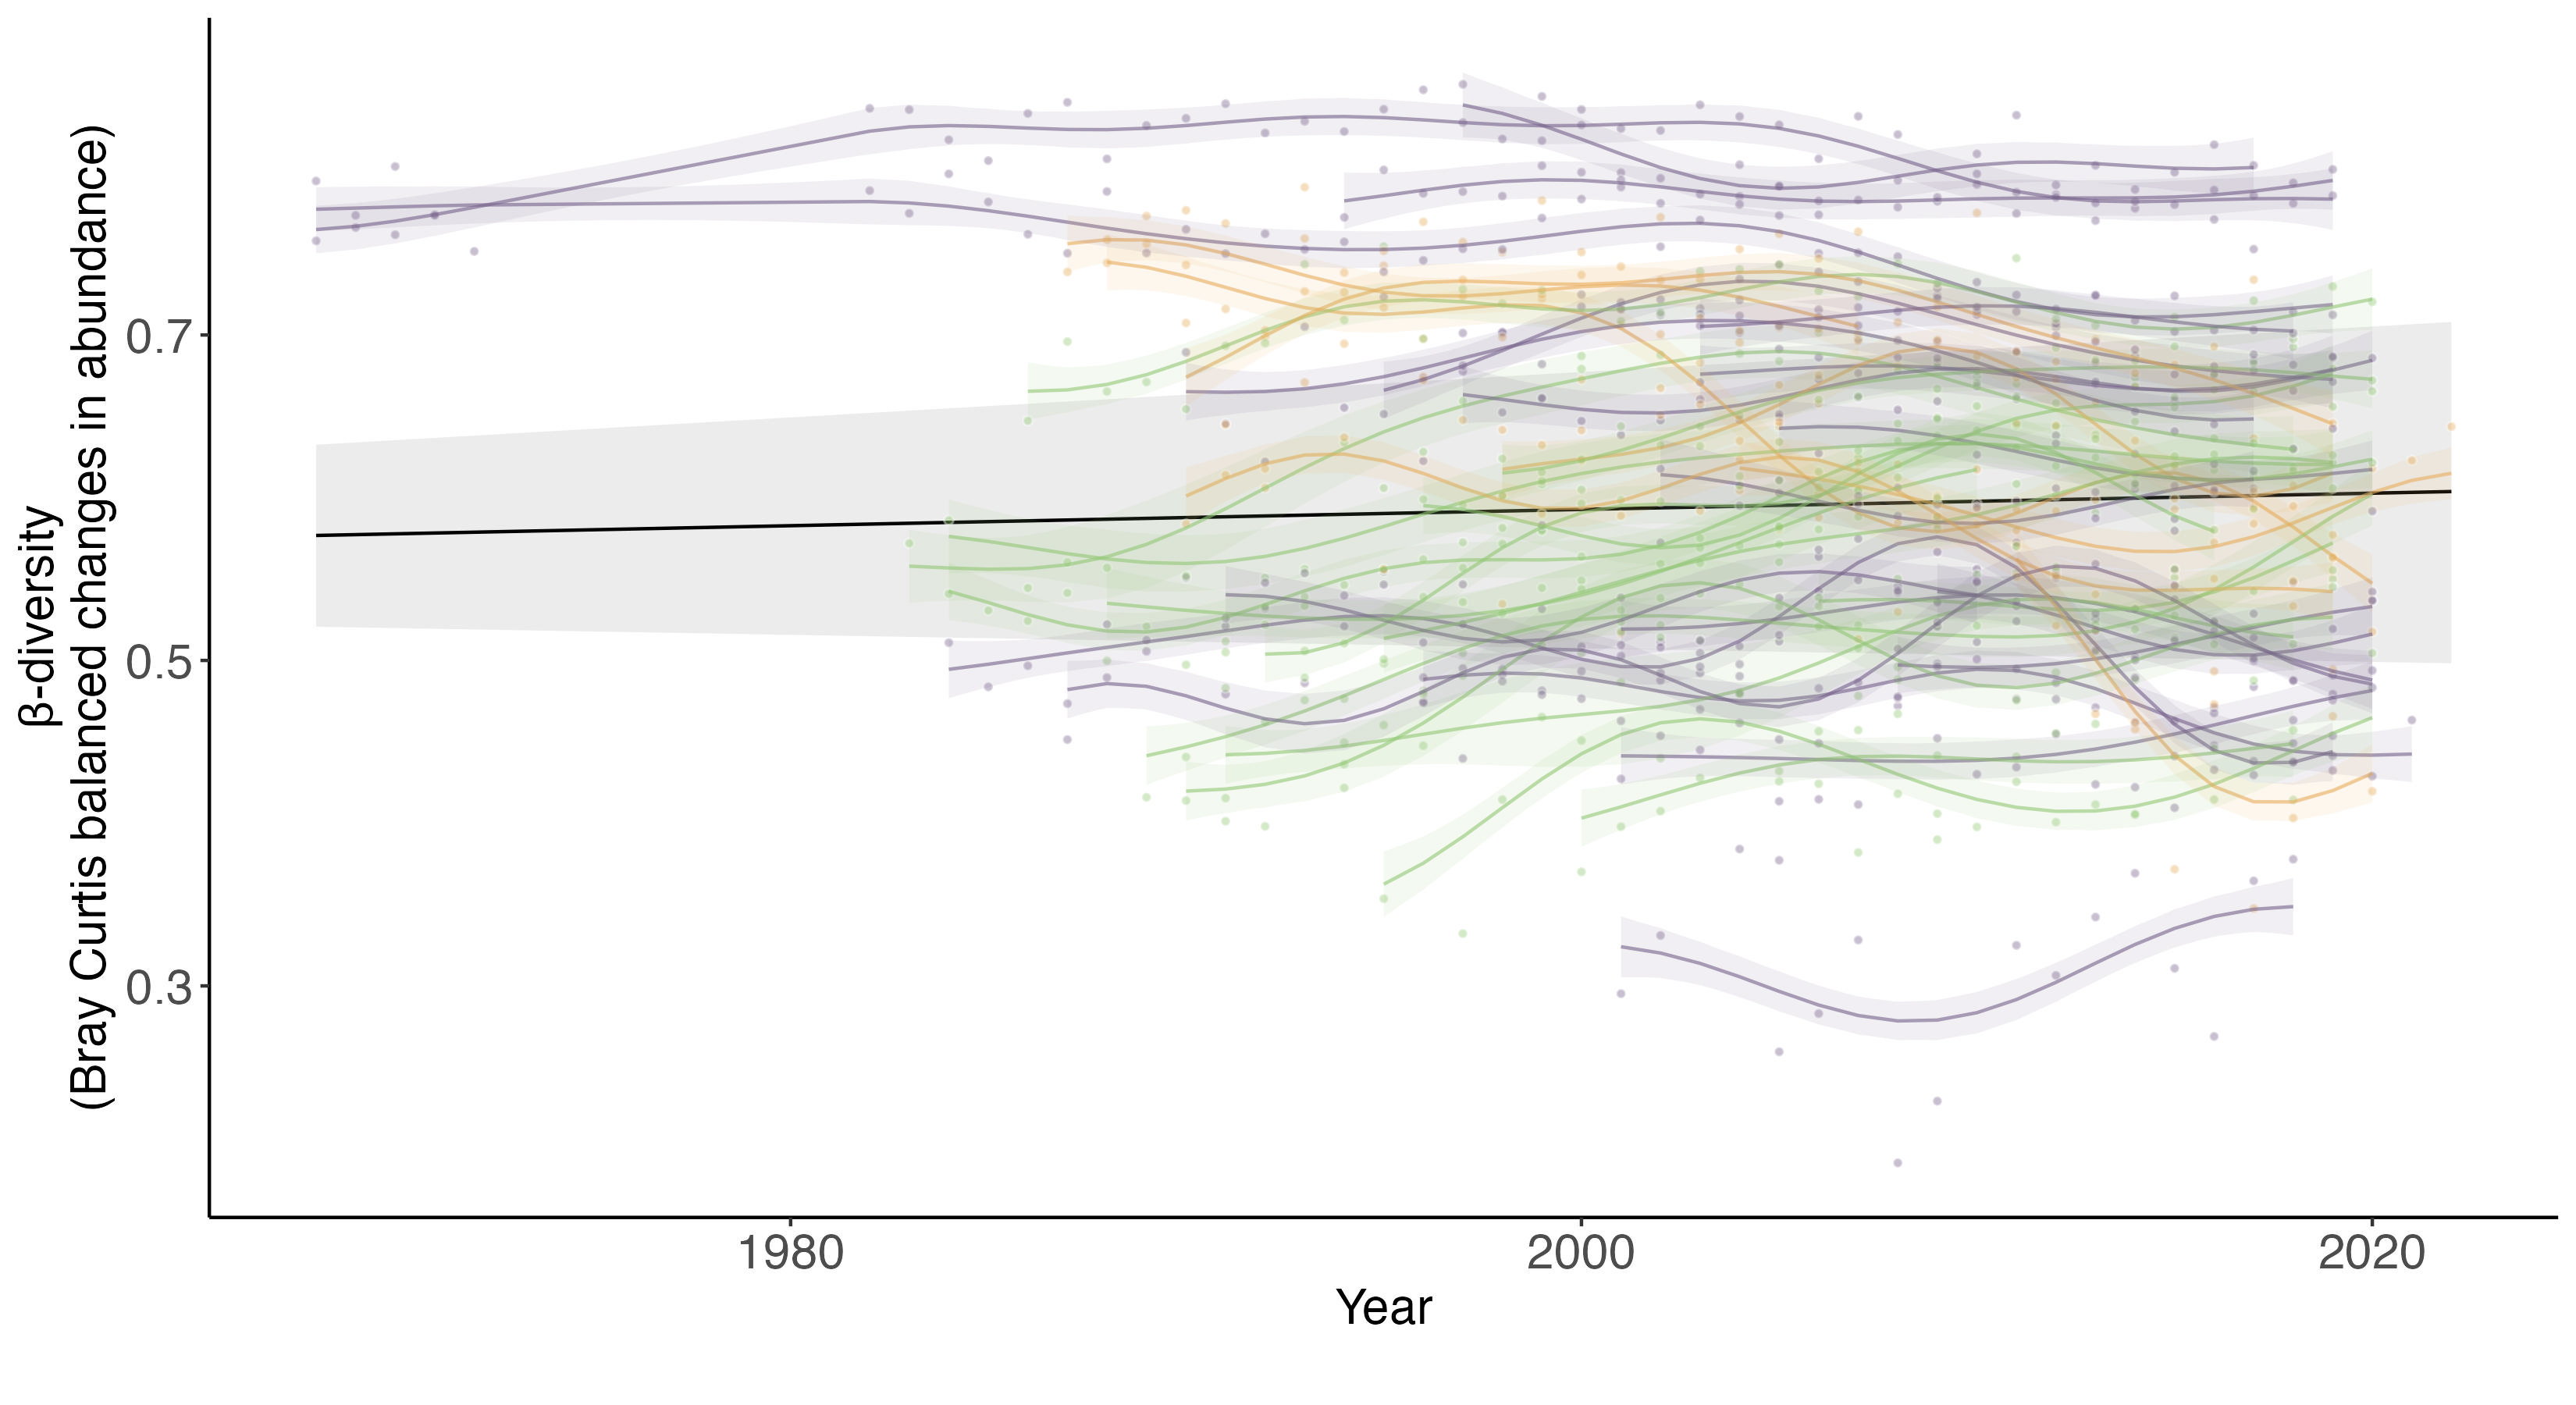 β-diversity
(Bray Curtis balanced changes in abundance)
0.7
0.5
0.3
1980
2000
2020
Year